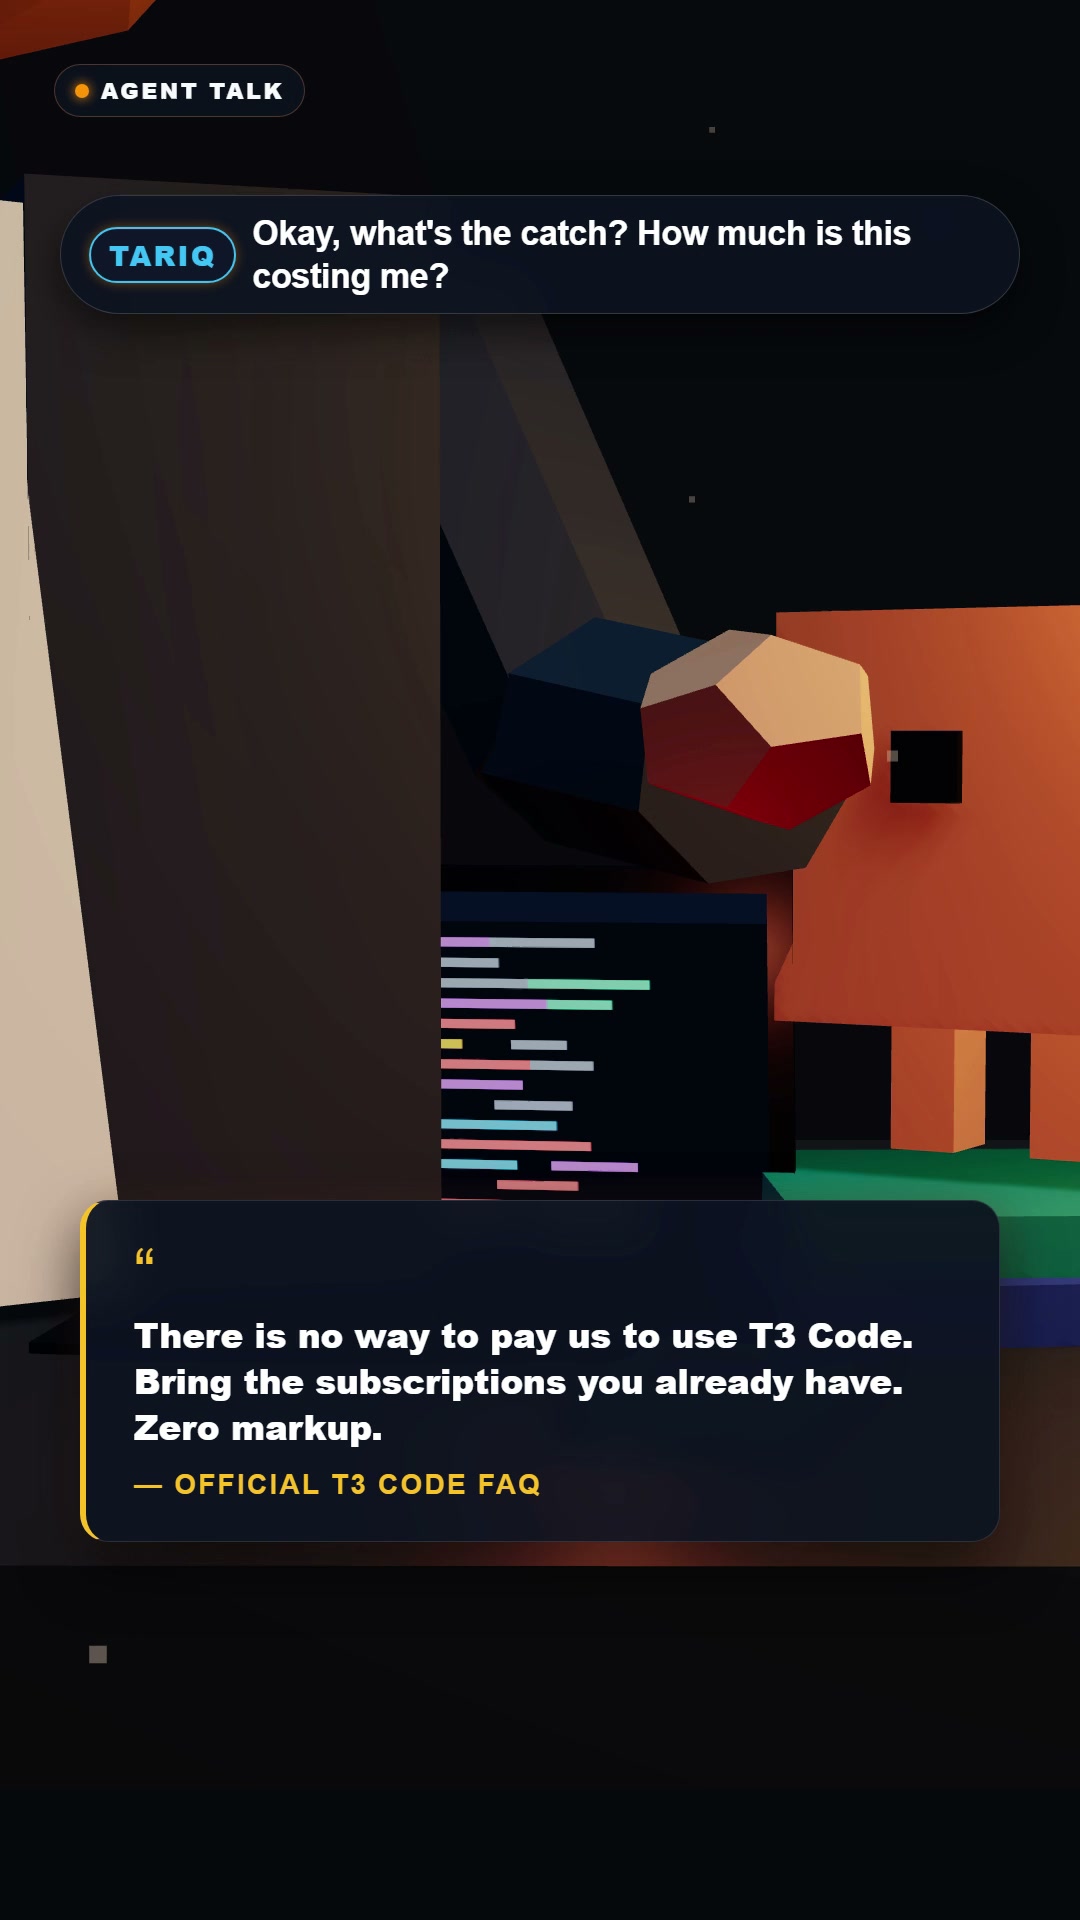 AGENT TALK
TARIQ
Okay, what's the catch? How much is this
costing me?
“
There is no way to pay us to use T3 Code.
Bring the subscriptions you already have.
Zero markup.
— OFFICIAL T3 CODE FAQ